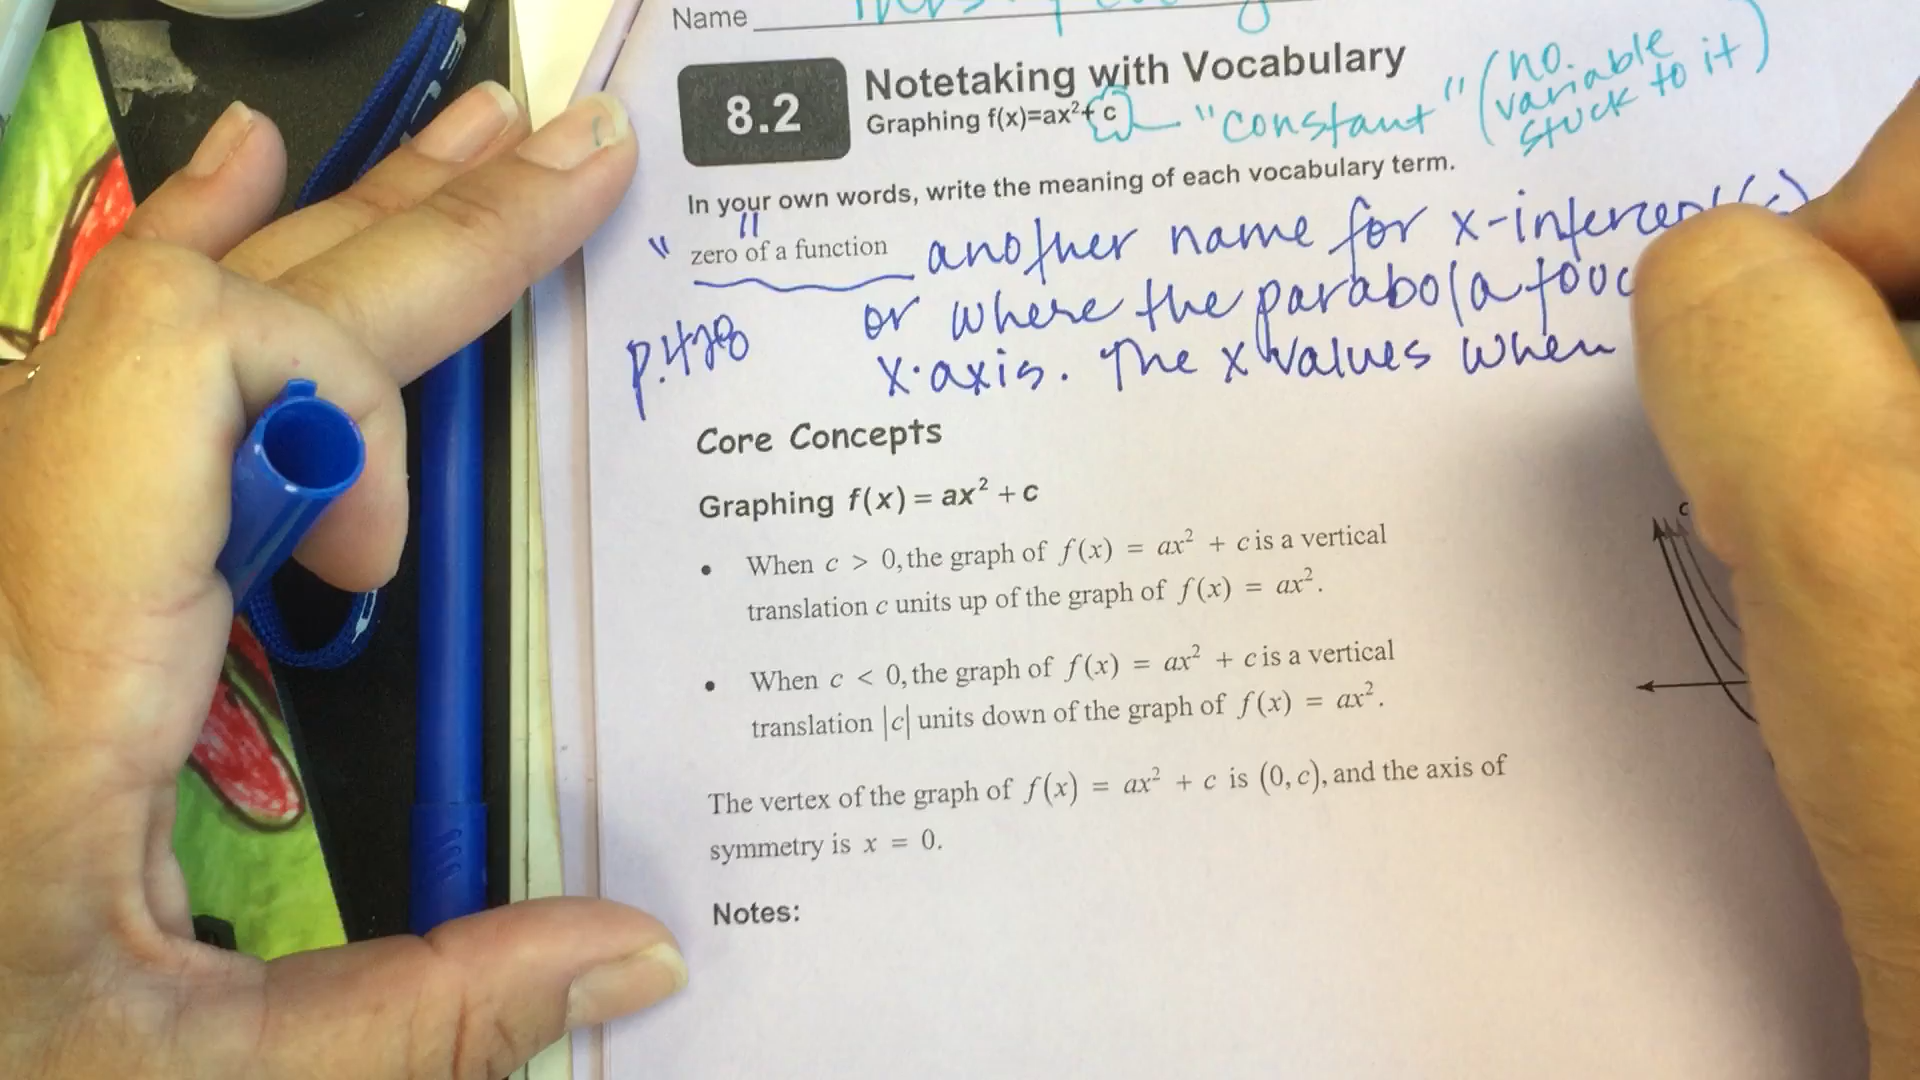 Name
8.2
Notetaking with Vocabulary
Graphing f(x)=ax²+ c "constant" (no. variable stuck to it)
In your own words, write the meaning of each vocabulary term.
"zero of a function" another name for x-intercept(s)
or where the parabola
p.428
x-axis. The x values when
Core Concepts
Graphing f(x) = ax² + c
• When c > 0, the graph of f(x) = ax² + c is a vertical
translation c units up of the graph of f(x) = ax².
• When c < 0, the graph of f(x) = ax² + c is a vertical
translation |c| units down of the graph of f(x) = ax².
The vertex of the graph of f(x) = ax² + c is (0, c), and the axis of
symmetry is x = 0.
Notes: